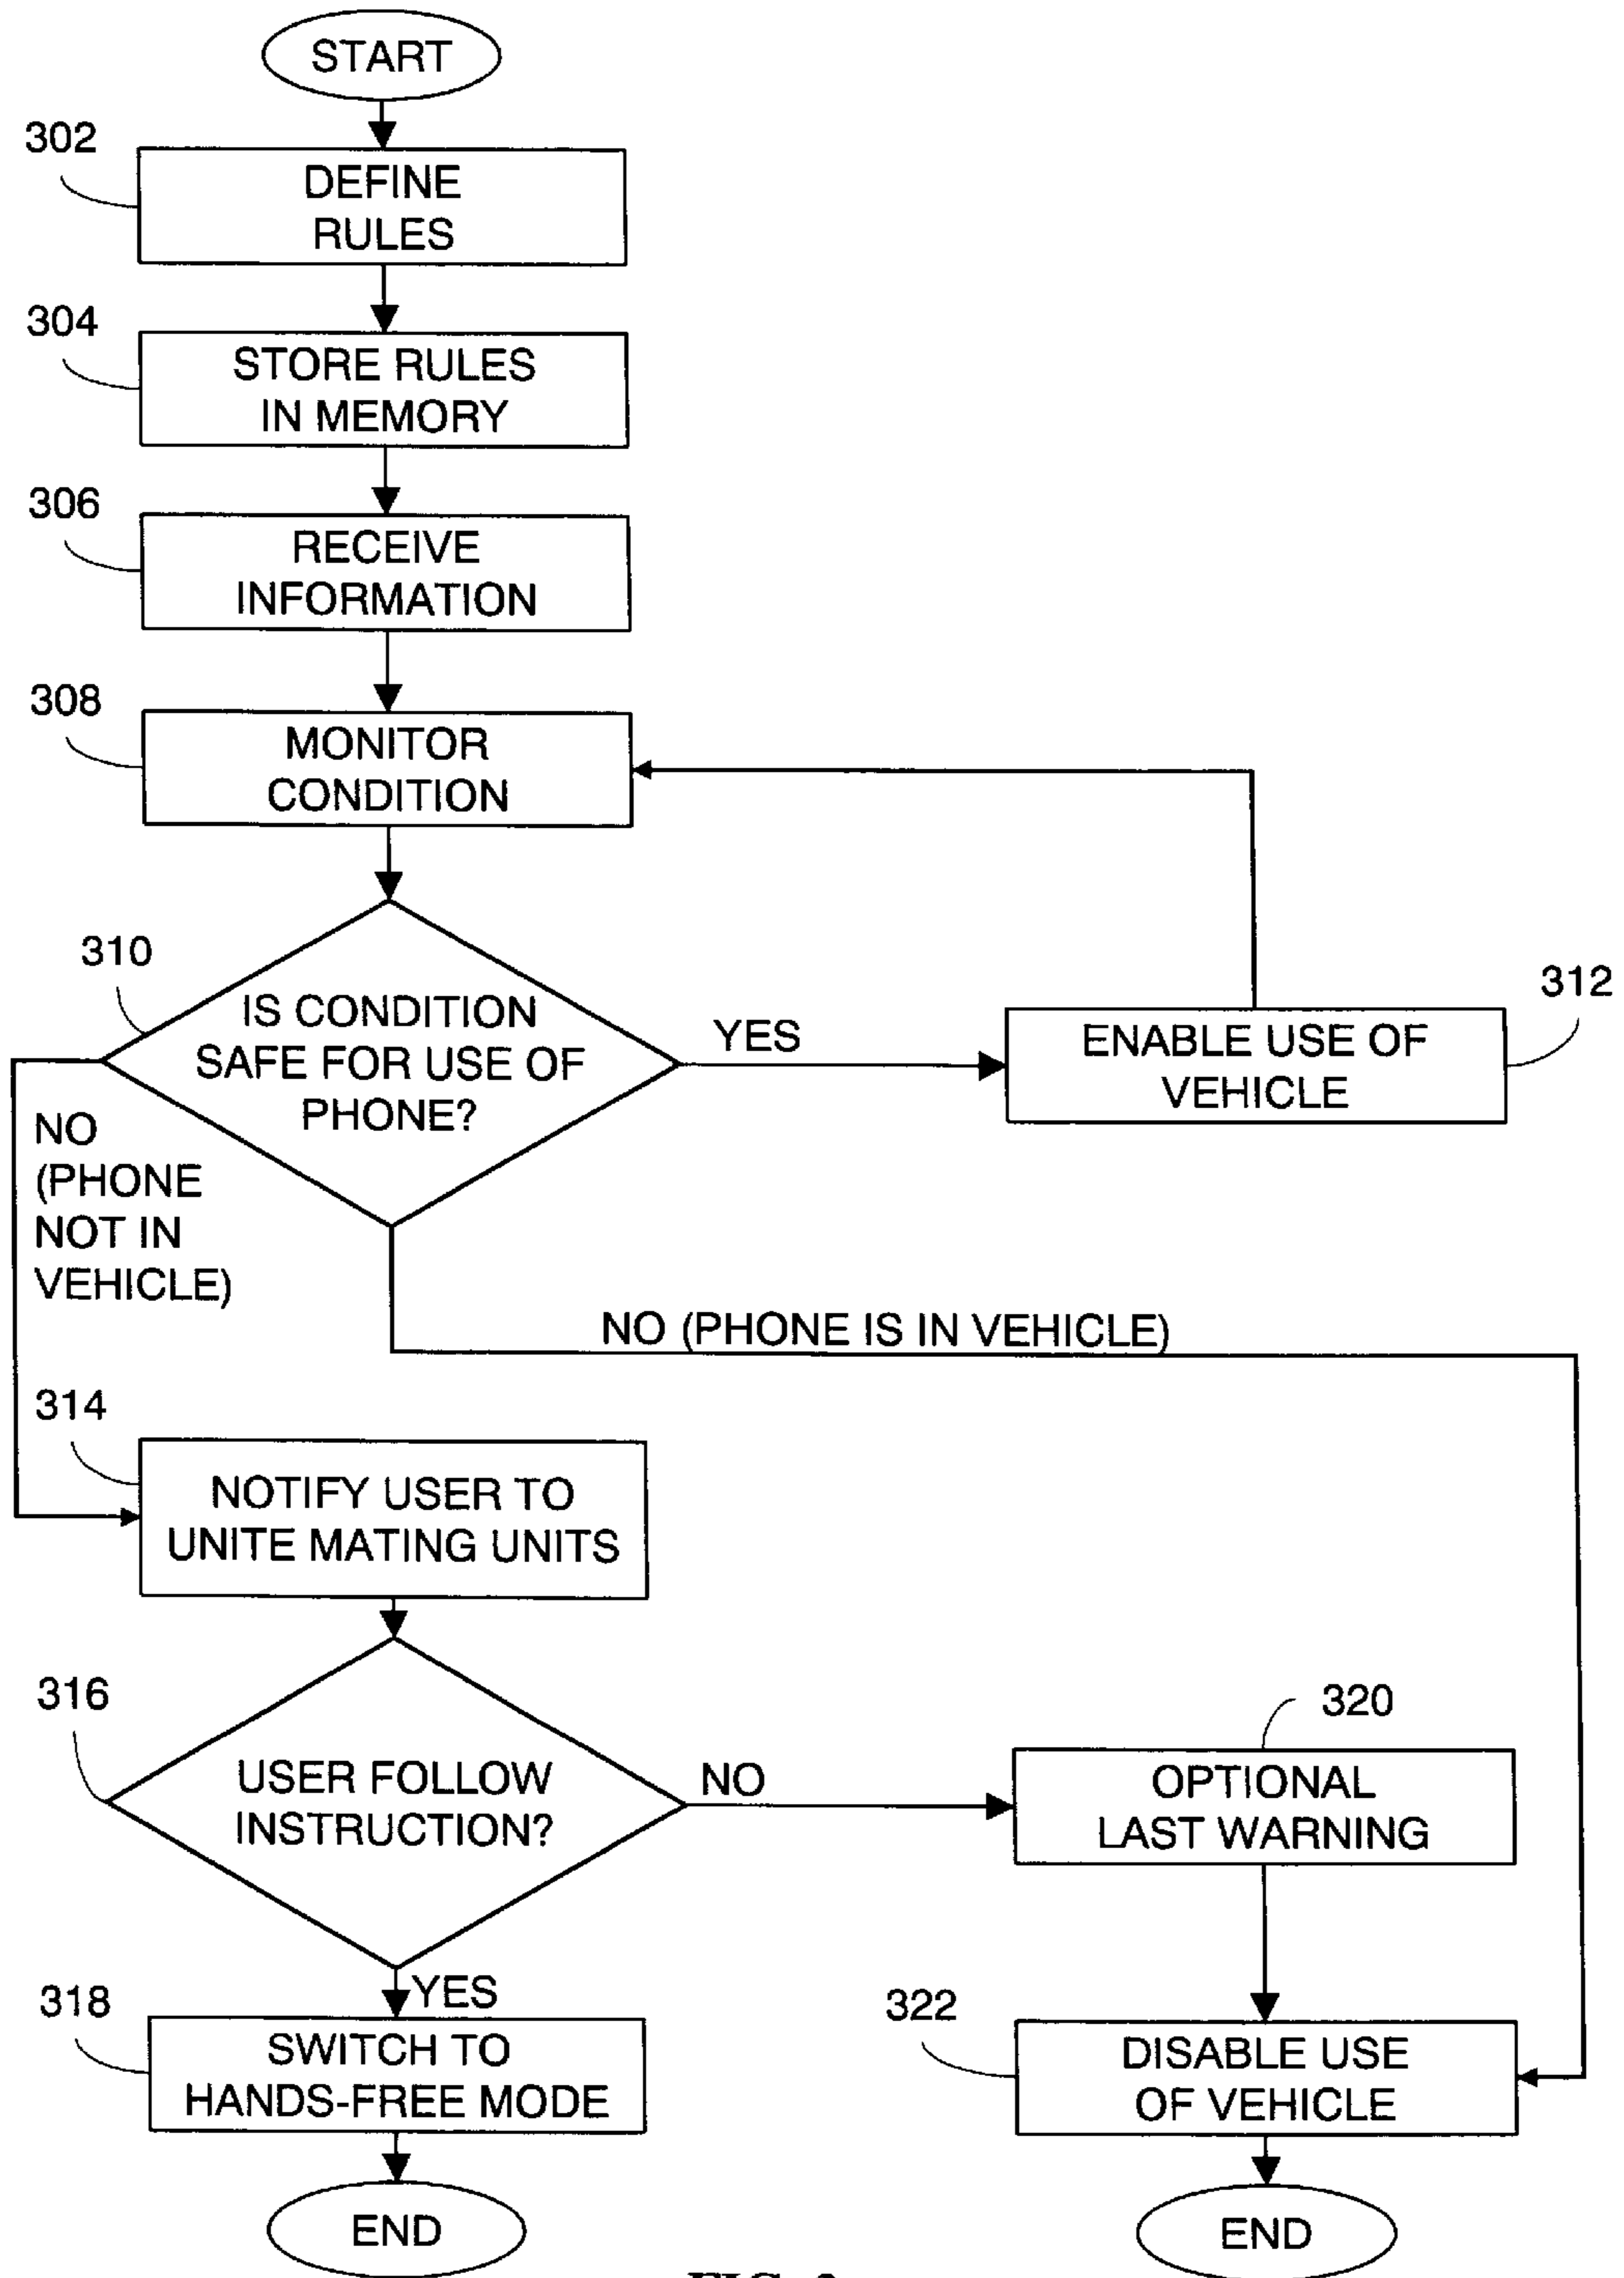 START
302
DEFINE
RULES
304
STORE RULES
IN MEMORY
306
RECEIVE
INFORMATION
308
MONITOR
CONDITION
310
IS CONDITION
SAFE FOR USE OF
PHONE?
YES
312
ENABLE USE OF
VEHICLE
NO
(PHONE
NOT IN
VEHICLE)
NO (PHONE IS IN VEHICLE)
314
NOTIFY USER TO
UNITE MATING UNITS
316
USER FOLLOW
INSTRUCTION?
NO
320
OPTIONAL
LAST WARNING
YES
318
SWITCH TO
HANDS-FREE MODE
322
DISABLE USE
OF VEHICLE
END
END